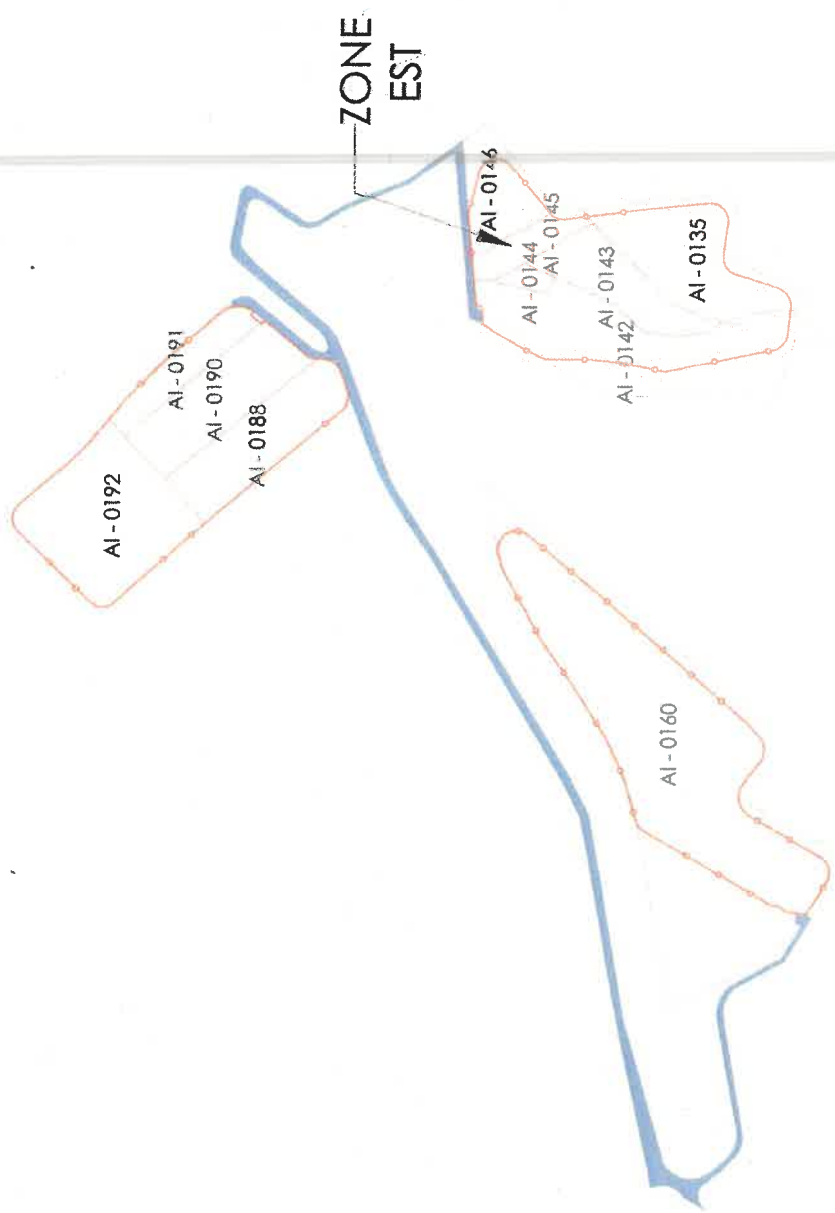 ZONE
EST
AI - 0146
AI - 0145
AI - 0144
AI - 0143
AI - 0142
AI - 0135
AI - 0191
AI - 0190
AI - 0188
AI - 0192
AI - 0160